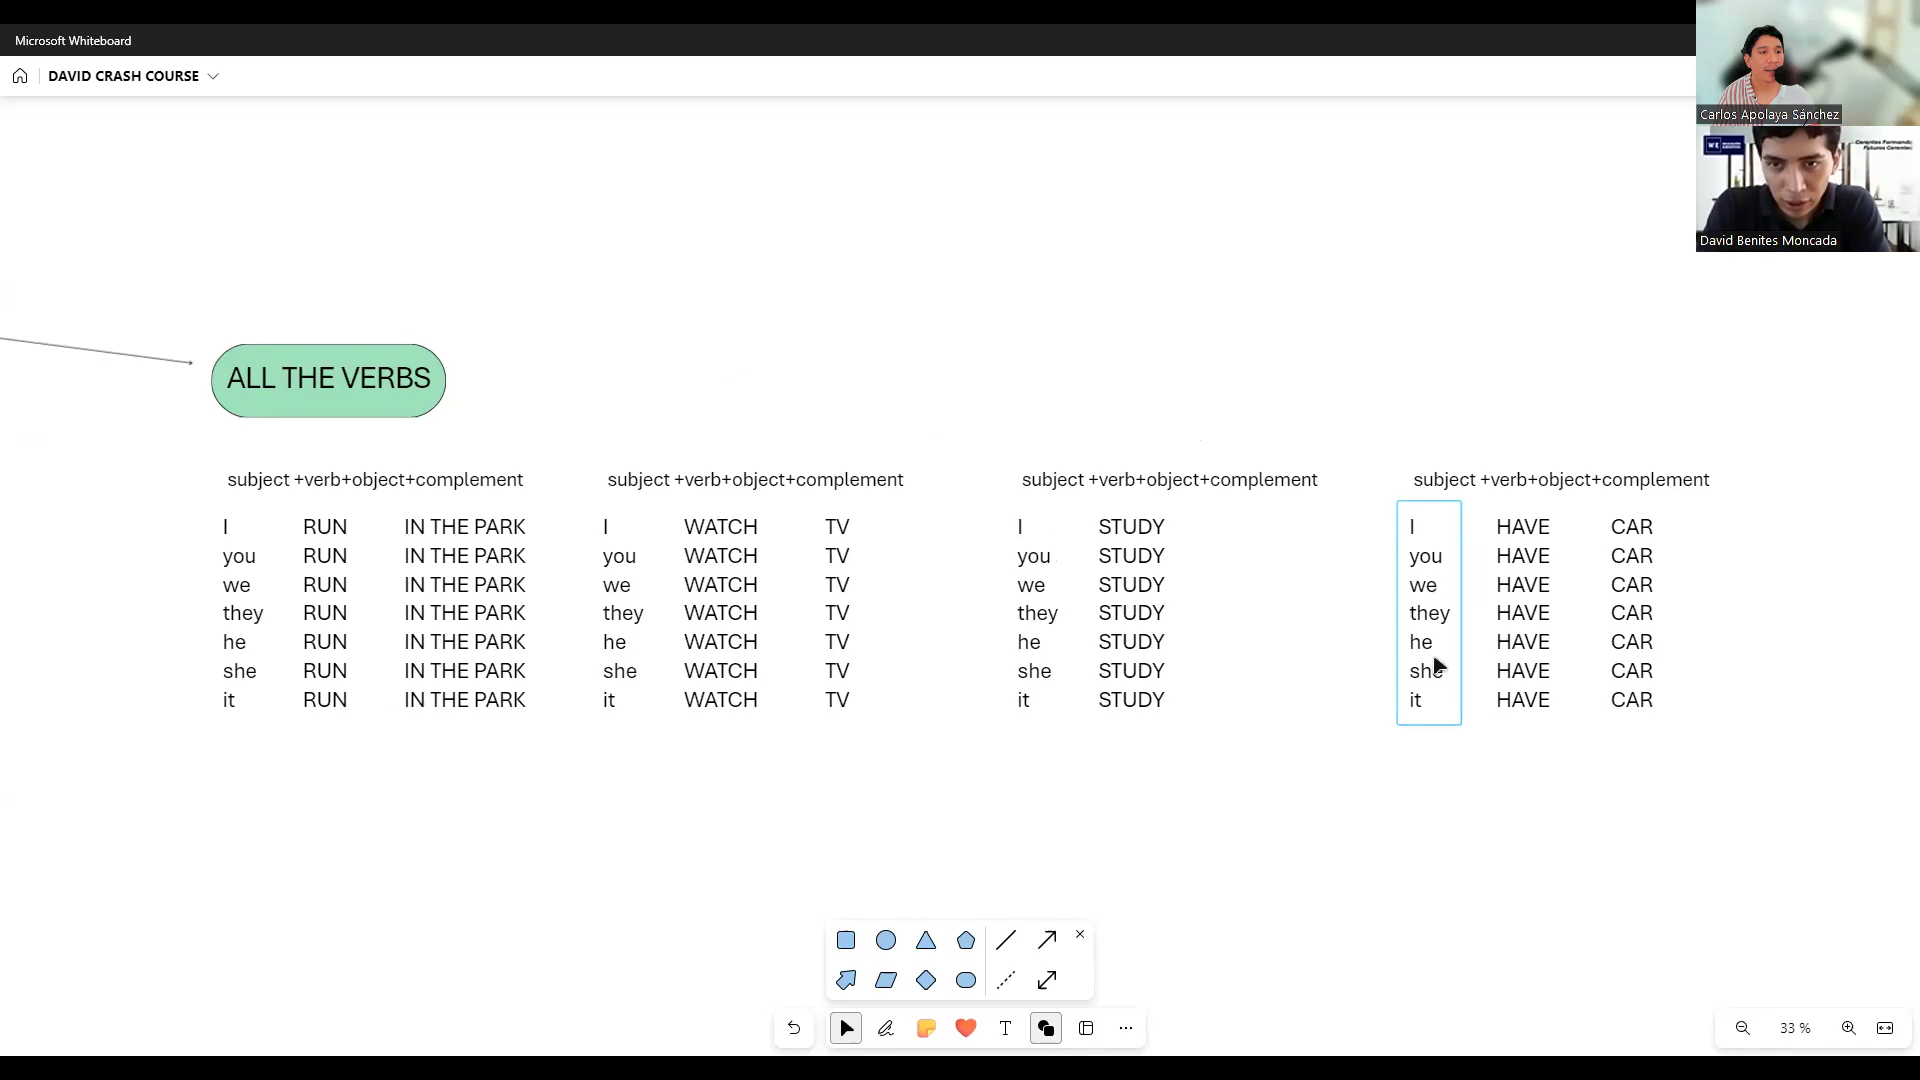 Microsoft Whiteboard
DAVID CRASH COURSE
Carlos Apolaya Sánchez
WE
Gerentes Formando
Futuros Gerentes
David Benites Moncada
ALL THE VERBS
subject +verb+object+complement
I RUN IN THE PARK
you RUN IN THE PARK
we RUN IN THE PARK
they RUN IN THE PARK
he RUN IN THE PARK
she RUN IN THE PARK
it RUN IN THE PARK
subject +verb+object+complement
I WATCH TV
you WATCH TV
we WATCH TV
they WATCH TV
he WATCH TV
she WATCH TV
it WATCH TV
subject +verb+object+complement
I STUDY
you STUDY
we STUDY
they STUDY
he STUDY
she STUDY
it STUDY
subject +verb+object+complement
I HAVE CAR
you HAVE CAR
we HAVE CAR
they HAVE CAR
he HAVE CAR
she HAVE CAR
it HAVE CAR
T
33 %